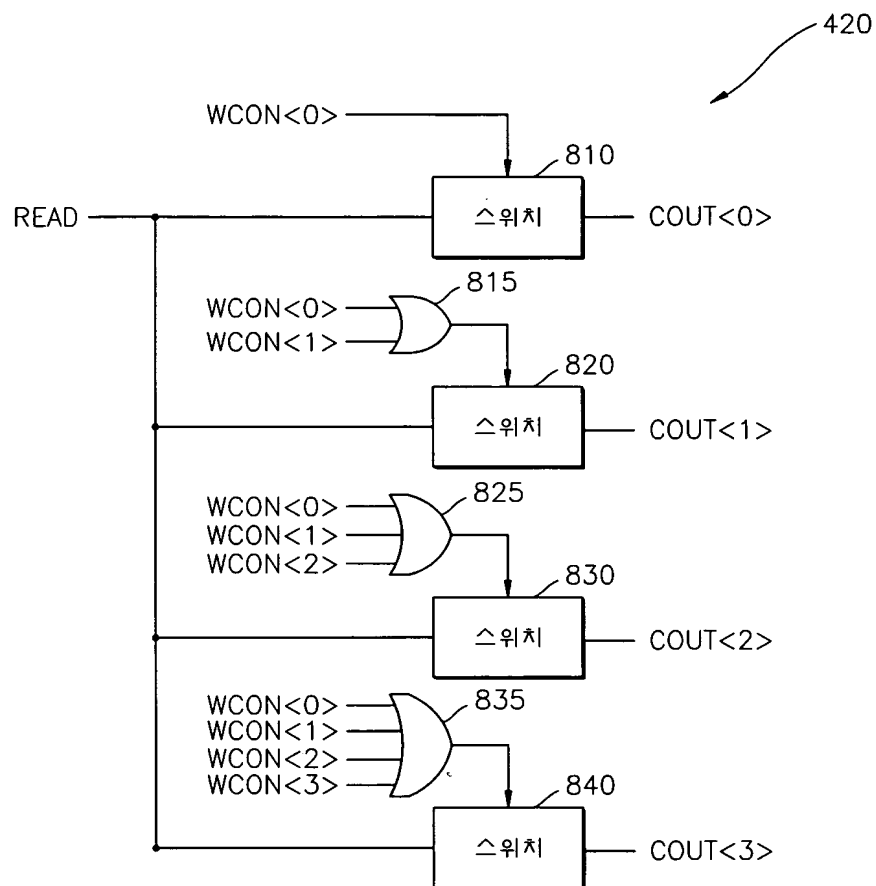 420
WCON<0>
810
READ
스위치
COUT<0>
WCON<0>
815
WCON<1>
820
스위치
COUT<1>
WCON<0>
825
WCON<1>
WCON<2>
830
스위치
COUT<2>
WCON<0>
835
WCON<1>
WCON<2>
WCON<3>
840
스위치
COUT<3>